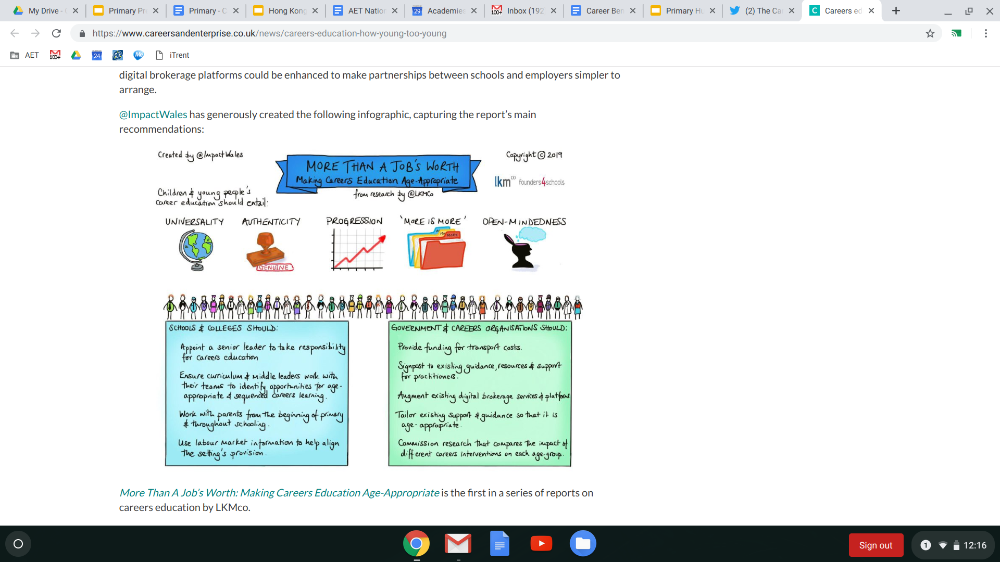 My Drive -
Primary Pr
Primary - C
Hong Kong
AET Nation
29
Academies
100+
Inbox (192
Career Ben
Primary Hu
(2) The Ca
C
Careers ed
https://www.careersandenterprise.co.uk/news/careers-education-how-young-too-young
AET
100+
24
Me
iTrent
digital brokerage platforms could be enhanced to make partnerships between schools and employers simpler to
arrange.
@ImpactWales has generously created the following infographic, capturing the report’s main
recommendations:
Created by @ImpactWales
MORE THAN A JOB'S WORTH
Making Careers Education Age-Appropriate
from research by @LKMCo
Copyright © 2019
lkmco founders4schools
Children & young people's
career education should entail:
UNIVERSALITY
AUTHENTICITY
GENUINE
PROGRESSION
'MORE IS MORE'
MO
MORE
OPEN-MINDEDNESS
SCHOOLS & COLLEGES SHOULD:
Appoint a senior leader to take responsibility
for careers education
Ensure curriculum & middle leaders work with
their teams to identify opportunities for age-
appropriate & sequenced careers learning.
Work with parents from the beginning of primary
& throughout schooling.
Use labour market information to help align
the setting's provision.
GOVERNMENT & CAREERS ORGANISATIONS SHOULD:
Provide funding for transport costs.
Signpost to existing guidance, resources & support
for practitioners.
Augment existing digital brokerage services & platforms
Tailor existing support & guidance so that it is
age-appropriate.
Commission research that compares the impact of
different careers interventions on each age-group.
More Than A Job’s Worth: Making Careers Education Age-Appropriate is the first in a series of reports on
careers education by LKMco.
Sign out
1
12:16